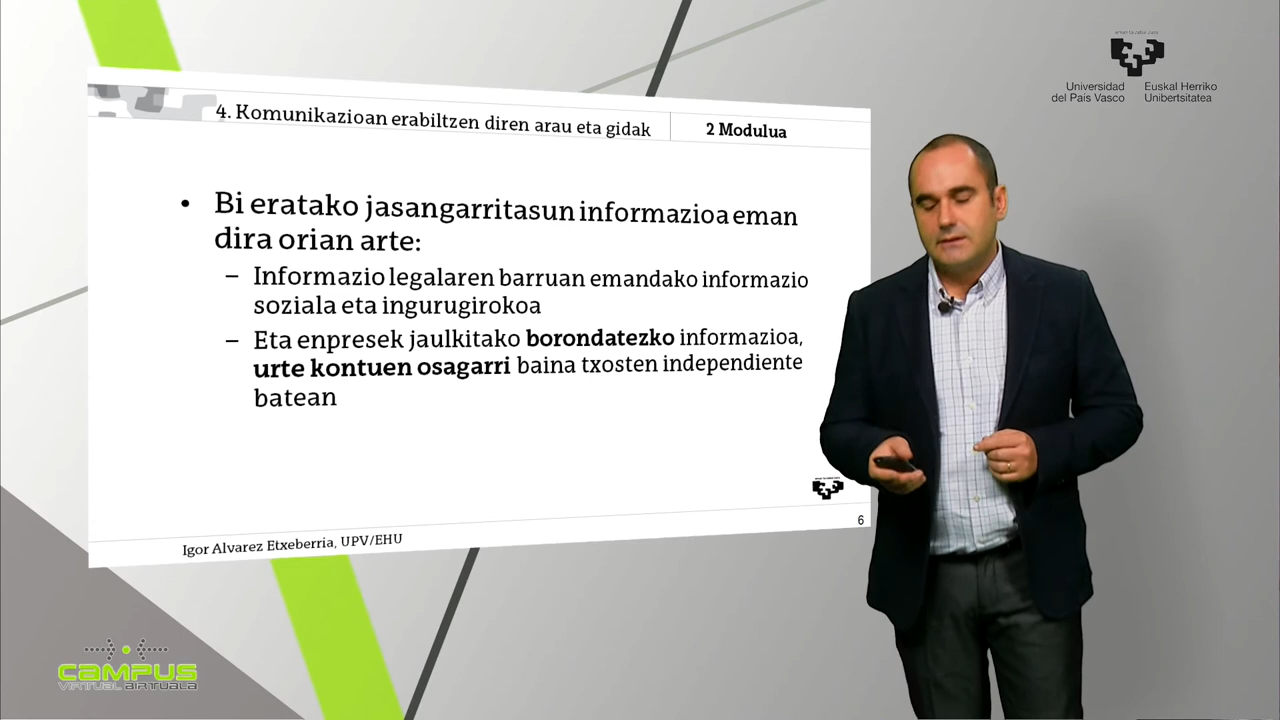 Universidad
del País Vasco
Euskal Herriko
Unibertsitatea
4. Komunikazioan erabiltzen diren arau eta gidak
2 Modulua
• Bi eratako jasangarritasun informazioa eman
dira orian arte:
– Informazio legalaren barruan emandako informazio
soziala eta ingurugirokoa
– Eta enpresek jaulkitako borondatezko informazioa,
urte kontuen osagarri baina txosten independiente
batean
6
Igor Alvarez Etxeberria, UPV/EHU
CAMPUS
VIRTUAL BIRTUALA